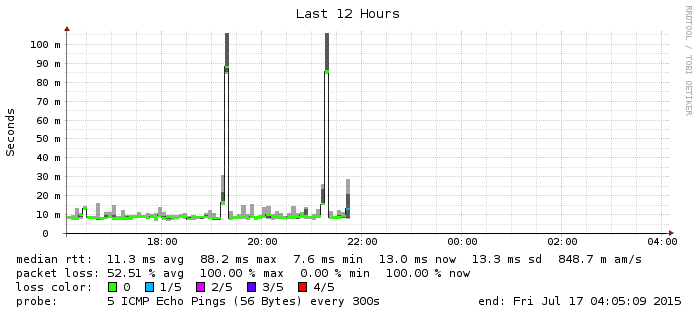 Last 12 Hours
RRDTOOL / TOBI OETIKER
Seconds
100 m
90 m
80 m
70 m
60 m
50 m
40 m
30 m
20 m
10 m
0
18:00 20:00 22:00 00:00 02:00 04:00
median rtt: 11.3 ms avg 88.2 ms max 7.6 ms min 13.0 ms now 13.3 ms sd 848.7 m am/s
packet loss: 52.51 % avg 100.00 % max 0.00 % min 100.00 % now
loss color: 0 1/5 2/5 3/5 4/5
probe: 5 ICMP Echo Pings (56 Bytes) every 300s end: Fri Jul 17 04:05:09 2015